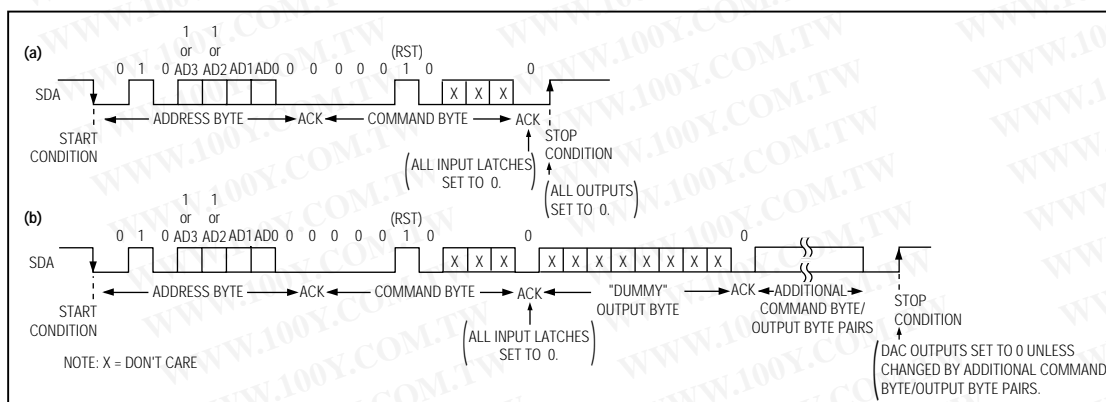 (a)
1 1
or or
0 1 0 AD3 AD2 AD1 AD0 0 0 0 0 0 (RST) 1 0 0
SDA X X X
START CONDITION
ADDRESS BYTE ACK COMMAND BYTE ACK STOP CONDITION
(ALL INPUT LATCHES SET TO 0.)
(ALL OUTPUTS SET TO 0.)
(b)
1 1
or or
0 1 0 AD3 AD2 AD1 AD0 0 0 0 0 0 (RST) 1 0 0 0
SDA X X X X X X X X X X X
START CONDITION
ADDRESS BYTE ACK COMMAND BYTE ACK "DUMMY" OUTPUT BYTE ACK ADDITIONAL COMMAND BYTE/ OUTPUT BYTE PAIRS STOP CONDITION
(ALL INPUT LATCHES SET TO 0.)
NOTE: X = DON'T CARE
(DAC OUTPUTS SET TO 0 UNLESS
CHANGED BY ADDITIONAL COMMAND
BYTE/OUTPUT BYTE PAIRS.
WWW.100Y.COM.TW